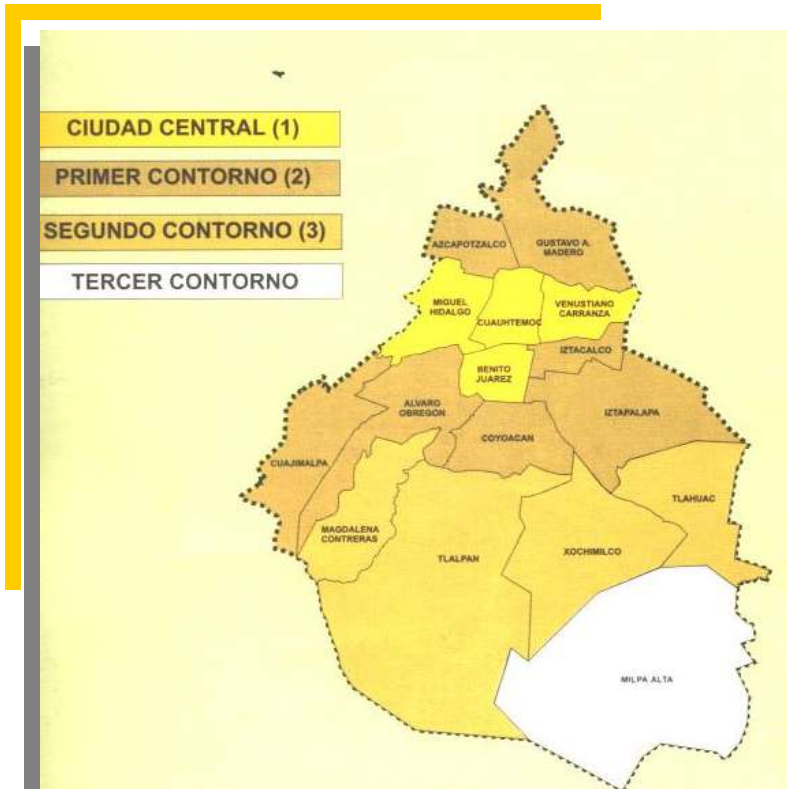 CIUDAD CENTRAL (1)
PRIMER CONTORNO (2)
SEGUNDO CONTORNO (3)
TERCER CONTORNO
AZCAPOTZALCO
GUSTAVO A.
MADERO
MIGUEL
HIDALGO
CUAUHTEMOC
VENUSTIANO
CARRANZA
IZTACALCO
BENITO
JUAREZ
ALVARO
OBREGON
IZTAPALAPA
COYOACAN
CUAJIMALPA
TLAHUAC
MAGDALENA
CONTRERAS
TLALPAN
XOCHIMILCO
MILPA ALTA